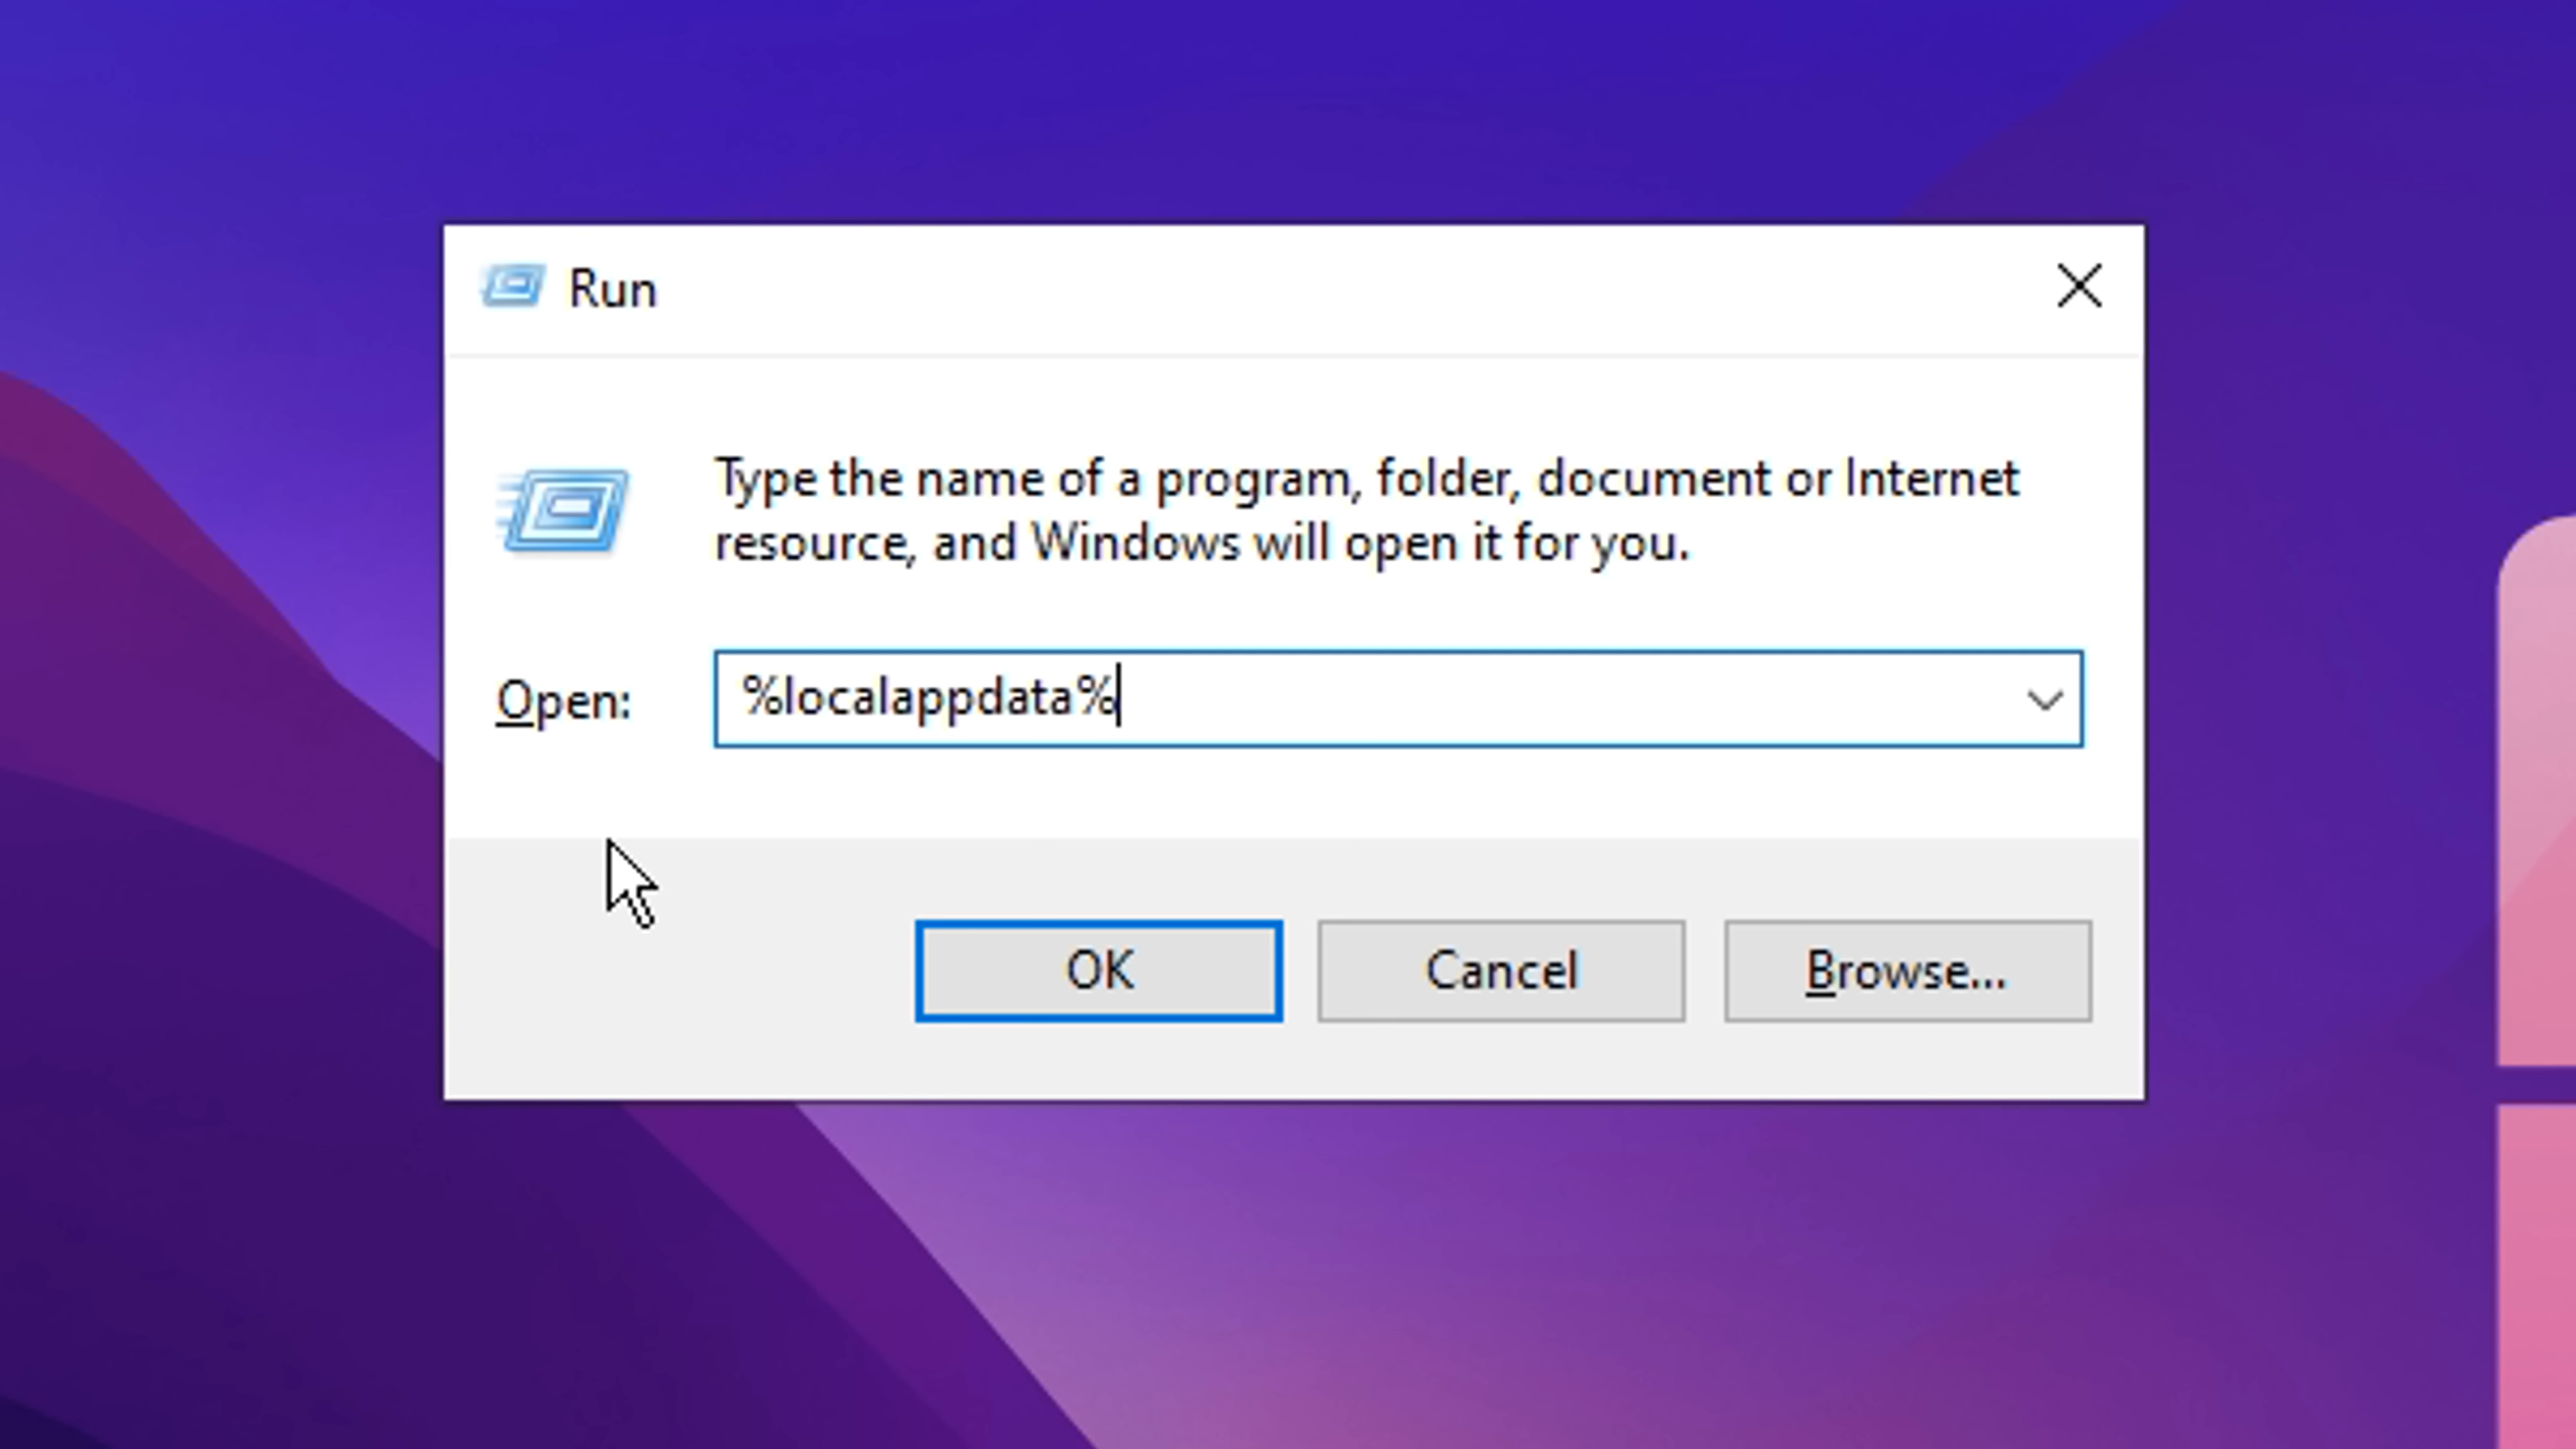 Run
Type the name of a program, folder, document or Internet
resource, and Windows will open it for you.
Open: %localappdata%
OK Cancel Browse...